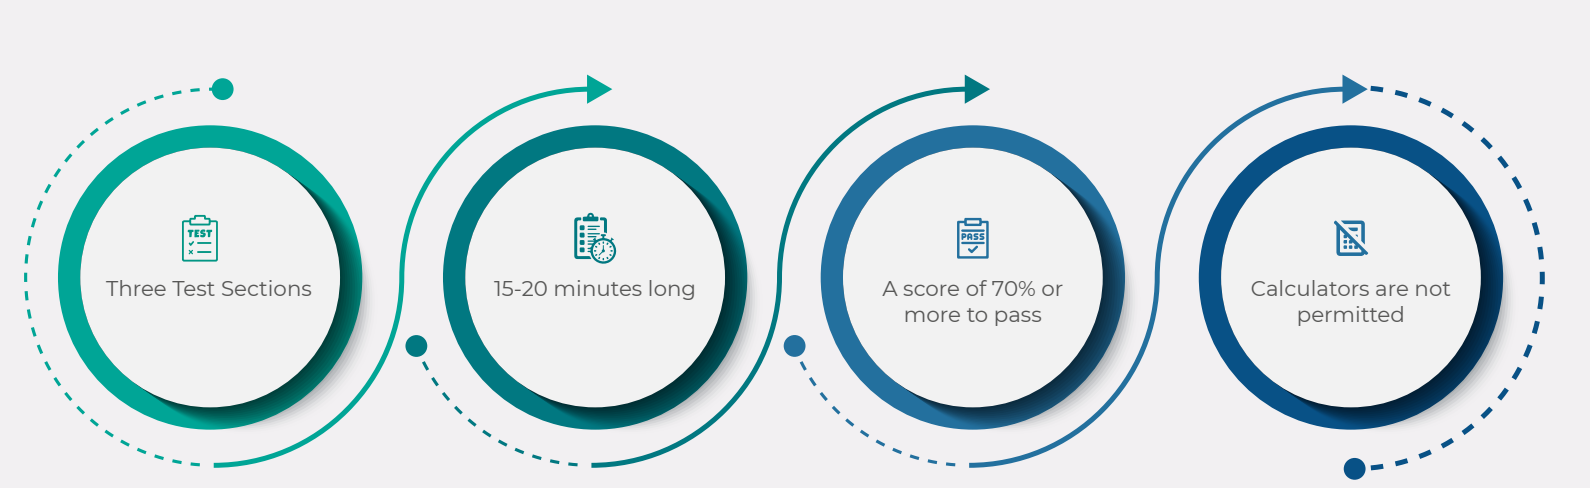 TEST
Three Test Sections
15-20 minutes long
PASS
A score of 70% or
more to pass
Calculators are not
permitted